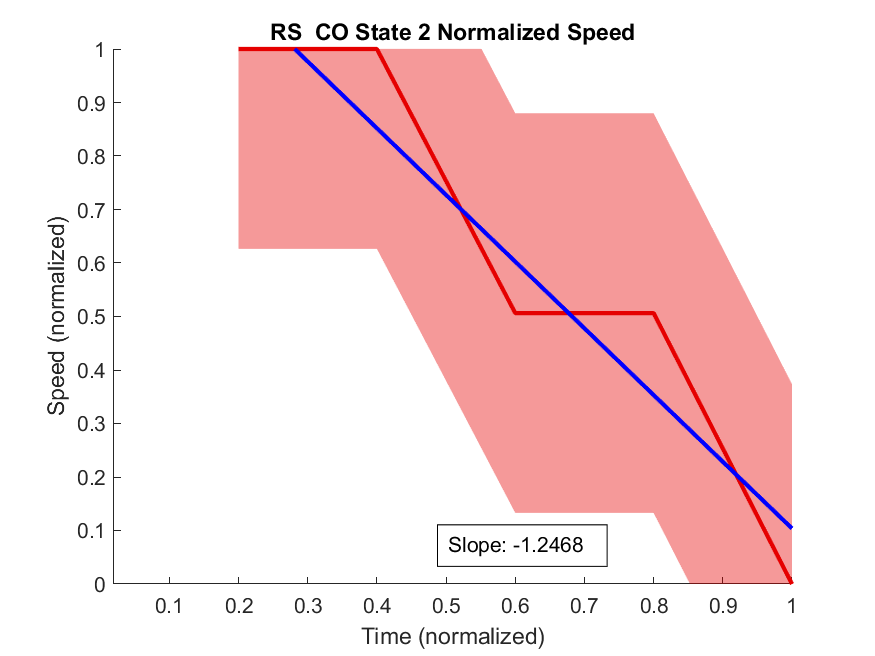 RS  CO State 2 Normalized Speed
1
0.9
0.8
0.7
0.6
0.5
0.4
0.3
0.2
0.1
0
Speed (normalized)
Slope: -1.2468
0.1 0.2 0.3 0.4 0.5 0.6 0.7 0.8 0.9 1
Time (normalized)